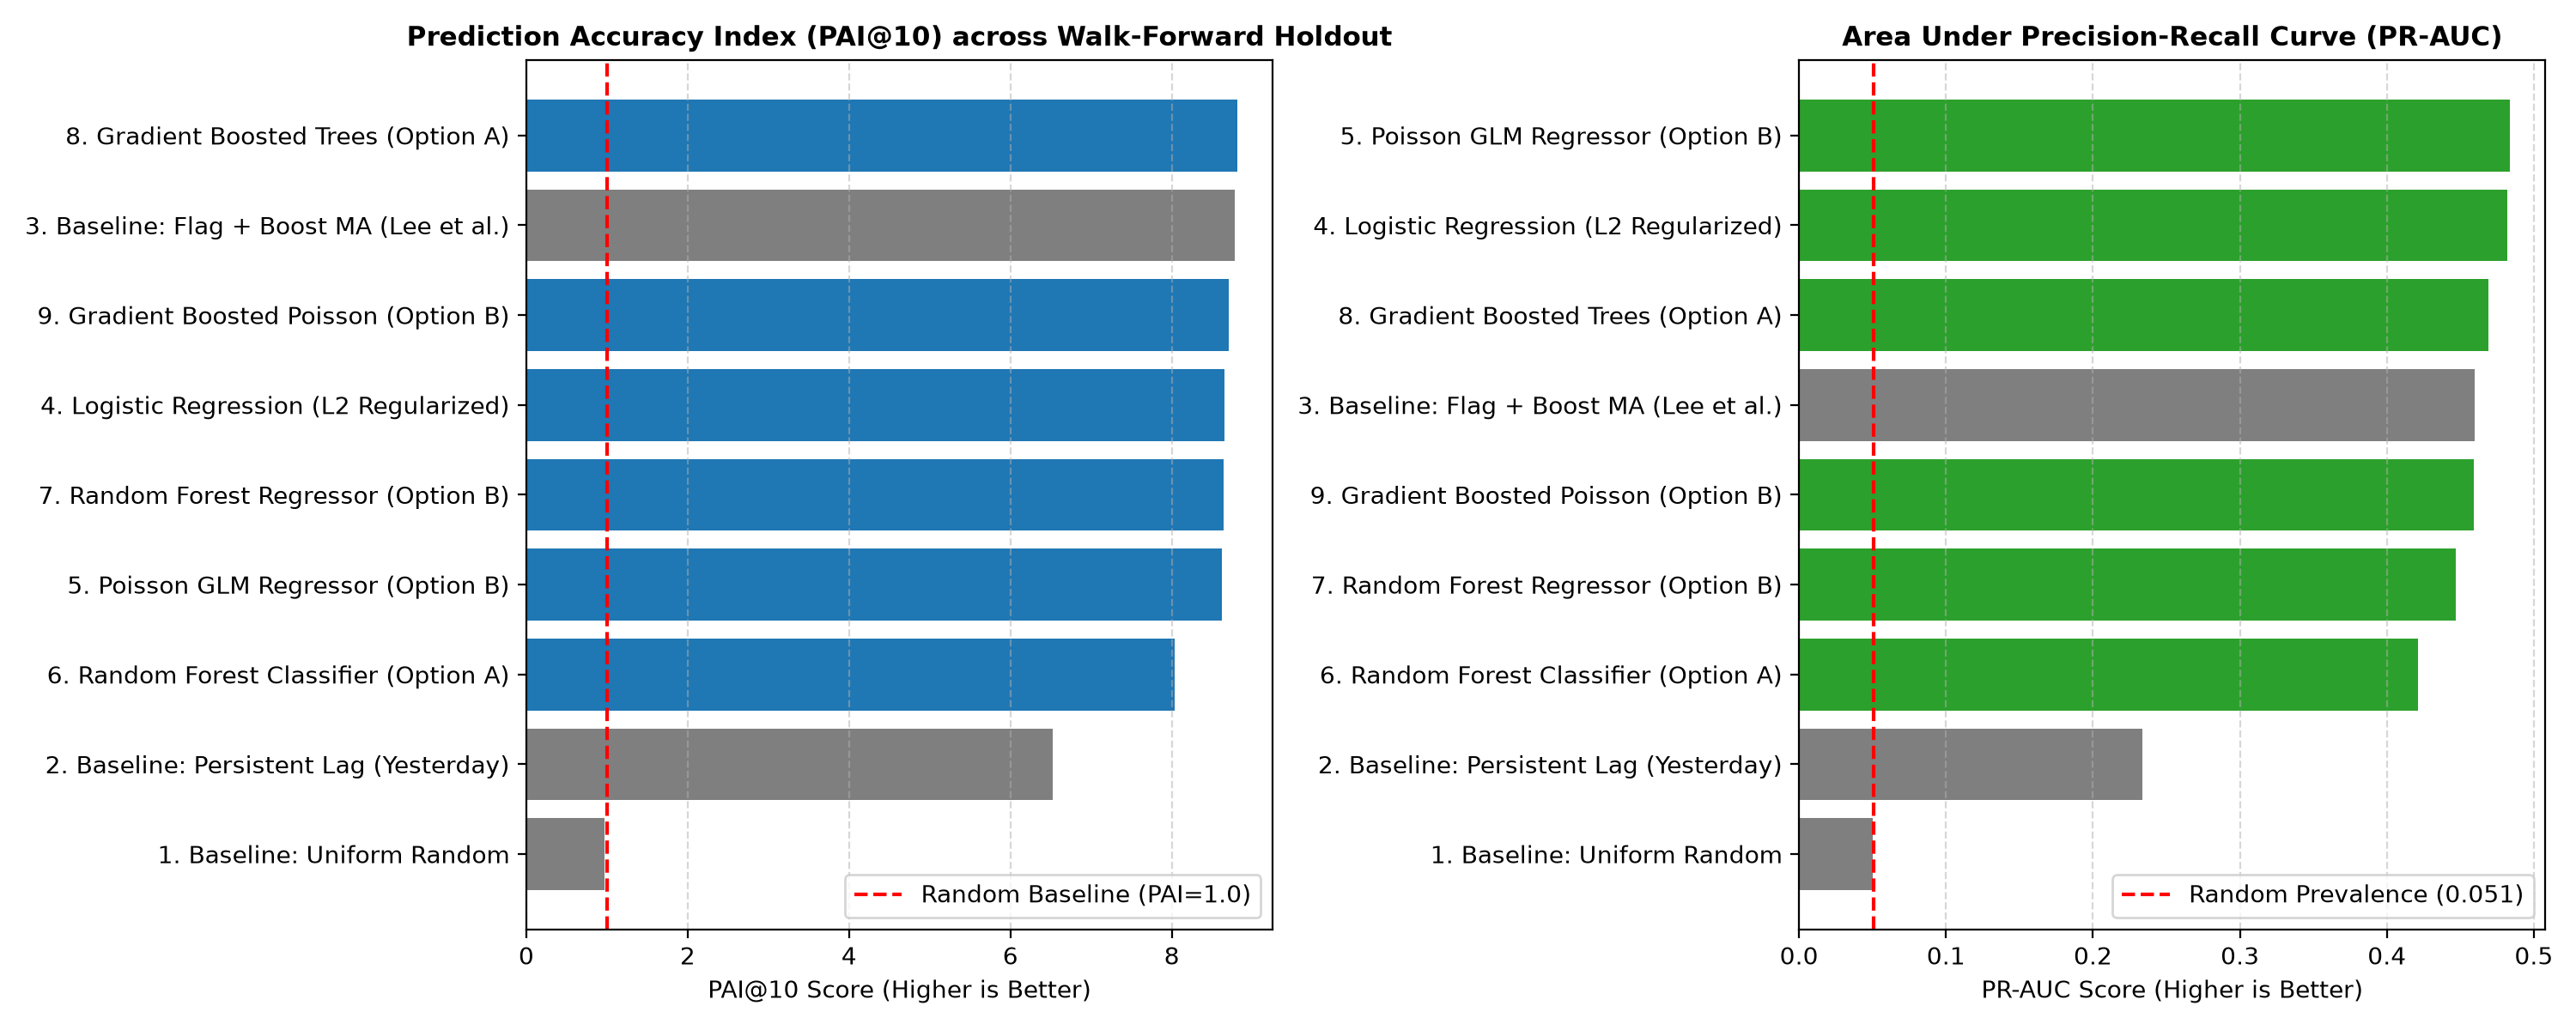 Prediction Accuracy Index (PAI@10) across Walk-Forward Holdout
8. Gradient Boosted Trees (Option A)
3. Baseline: Flag + Boost MA (Lee et al.)
9. Gradient Boosted Poisson (Option B)
4. Logistic Regression (L2 Regularized)
7. Random Forest Regressor (Option B)
5. Poisson GLM Regressor (Option B)
6. Random Forest Classifier (Option A)
2. Baseline: Persistent Lag (Yesterday)
1. Baseline: Uniform Random
Random Baseline (PAI=1.0)
0 2 4 6 8
PAI@10 Score (Higher is Better)
Area Under Precision-Recall Curve (PR-AUC)
5. Poisson GLM Regressor (Option B)
4. Logistic Regression (L2 Regularized)
8. Gradient Boosted Trees (Option A)
3. Baseline: Flag + Boost MA (Lee et al.)
9. Gradient Boosted Poisson (Option B)
7. Random Forest Regressor (Option B)
6. Random Forest Classifier (Option A)
2. Baseline: Persistent Lag (Yesterday)
1. Baseline: Uniform Random
Random Prevalence (0.051)
0.0 0.1 0.2 0.3 0.4 0.5
PR-AUC Score (Higher is Better)